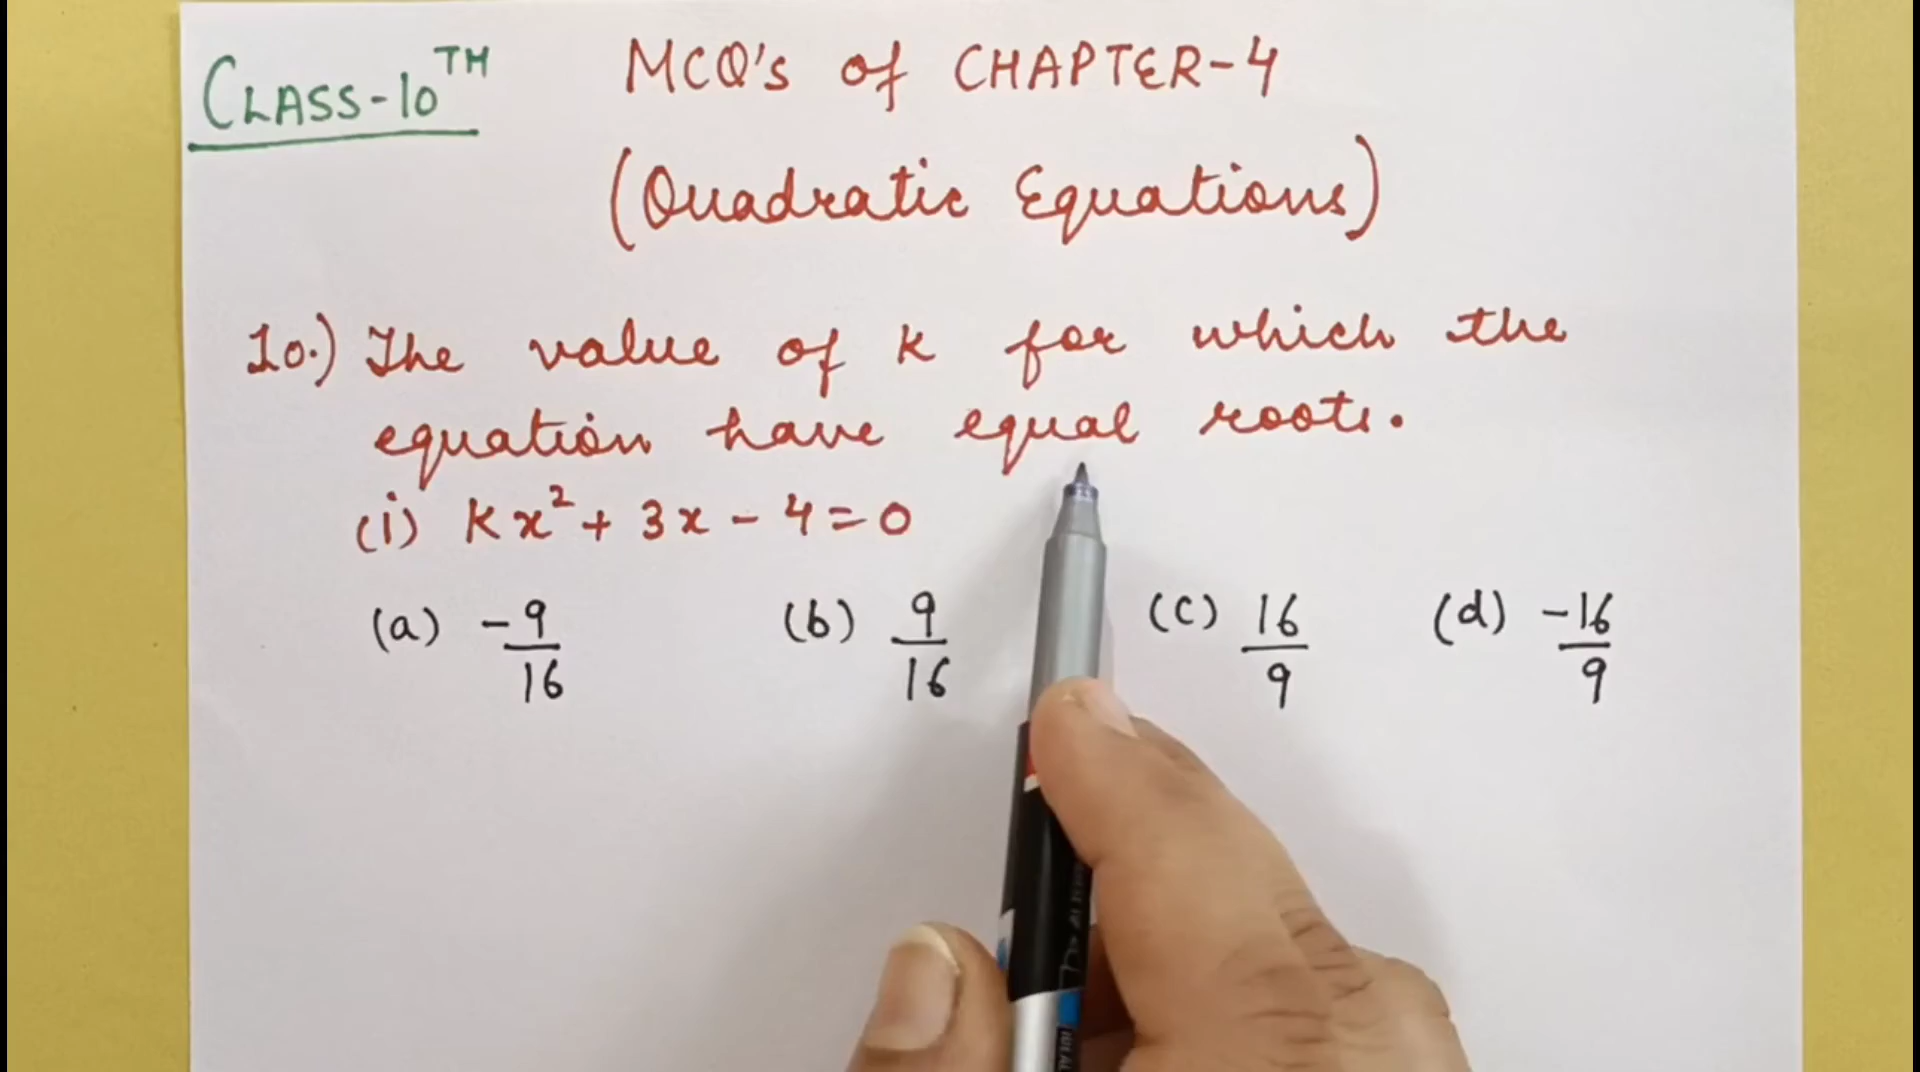 CLASS-10TH
MCQ's of CHAPTER-4
(Quadratic Equations)
10.) The value of k for which the
equation have equal roots.
(i) kx² + 3x - 4 = 0
(a) -9/16 (b) 9/16 (c) 16/9 (d) -16/9